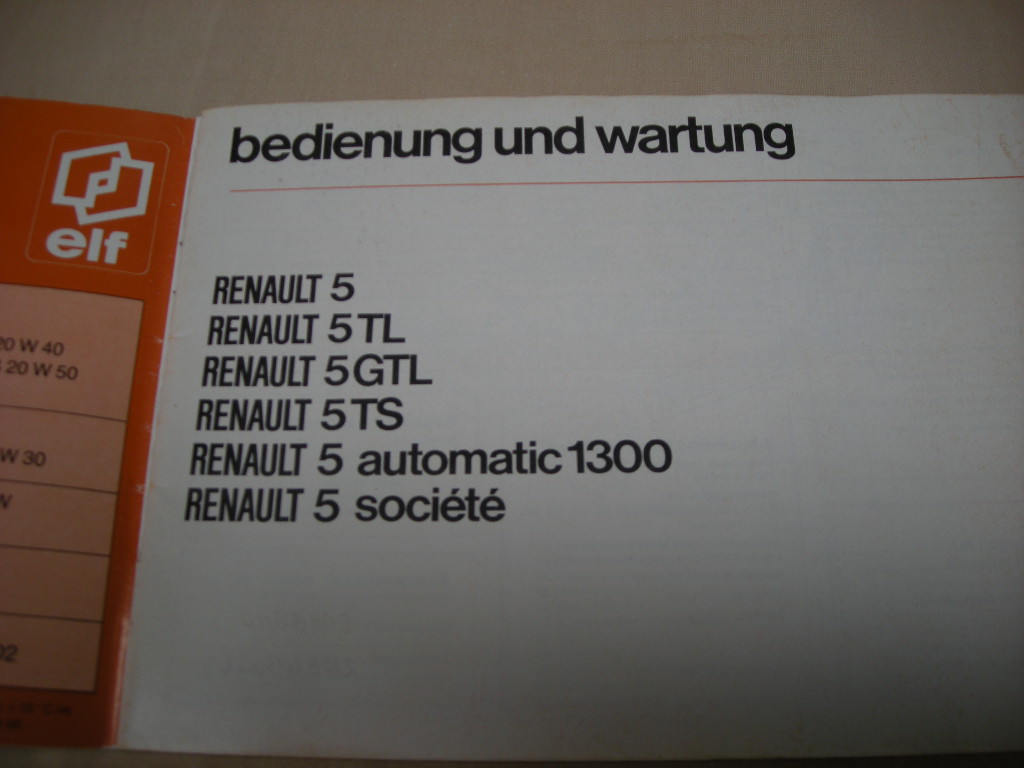 elf
20 W 40
20 W 50
W 30
bedienung und wartung
RENAULT 5
RENAULT 5 TL
RENAULT 5 GTL
RENAULT 5 TS
RENAULT 5 automatic 1300
RENAULT 5 société